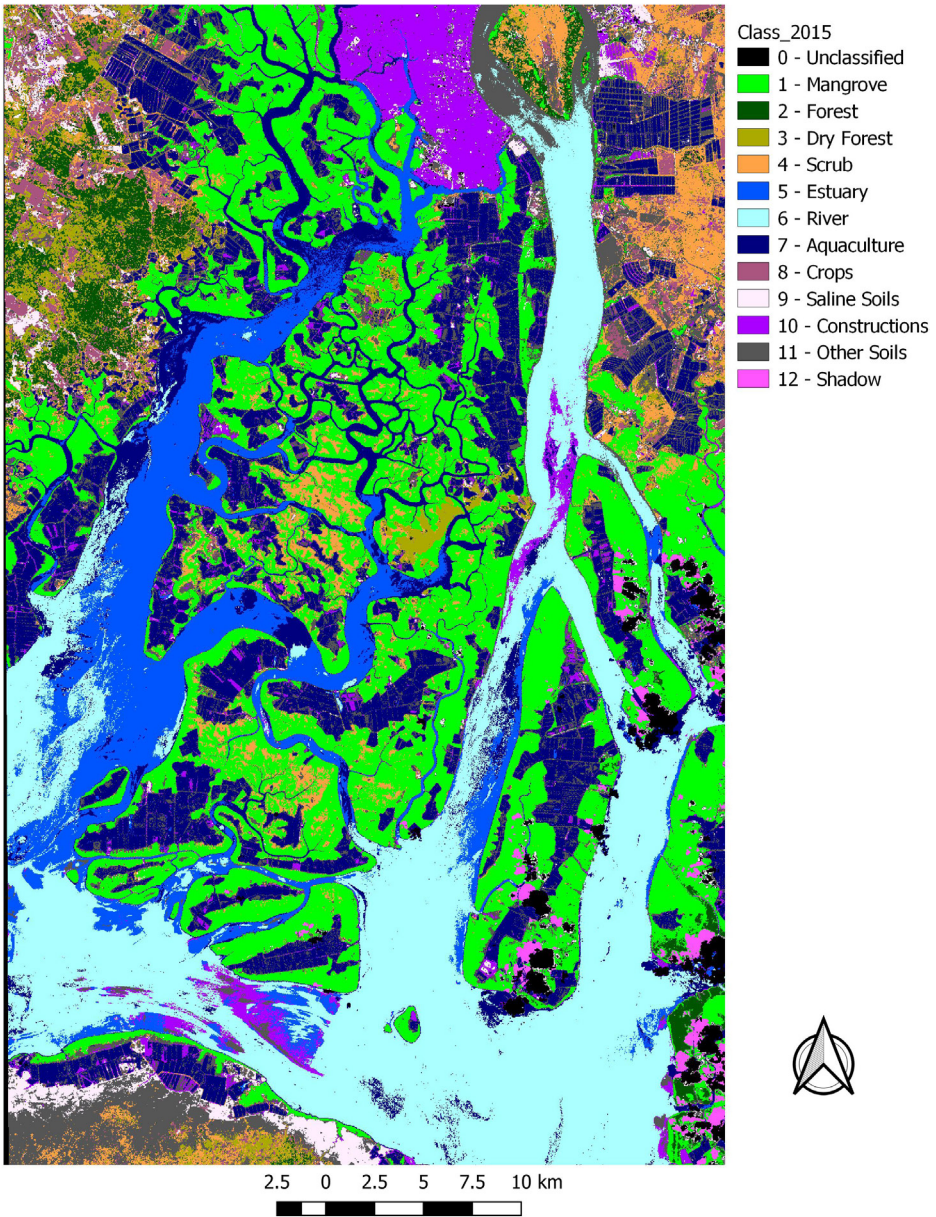 Class_2015
0 - Unclassified
1 - Mangrove
2 - Forest
3 - Dry Forest
4 - Scrub
5 - Estuary
6 - River
7 - Aquaculture
8 - Crops
9 - Saline Soils
10 - Constructions
11 - Other Soils
12 - Shadow
2.5 0 2.5 5 7.5 10 km